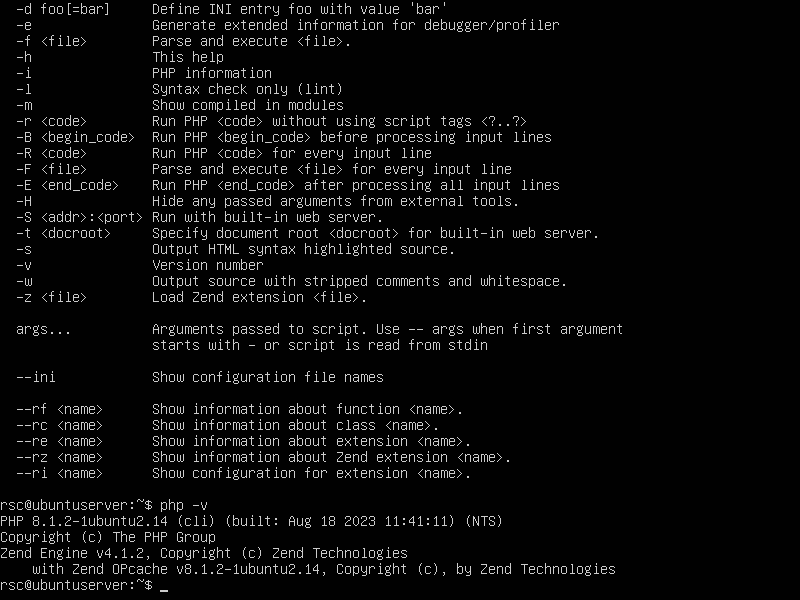 -d foo[=bar]     Define INI entry foo with value 'bar'
-e               Generate extended information for debugger/profiler
-f <file>        Parse and execute <file>.
-h               This help
-i               PHP information
-l               Syntax check only (lint)
-m               Show compiled in modules
-r <code>        Run PHP <code> without using script tags <?..?>
-B <begin_code>  Run PHP <begin_code> before processing input lines
-R <code>        Run PHP <code> for every input line
-F <file>        Parse and execute <file> for every input line
-E <end_code>    Run PHP <end_code> after processing all input lines
-H               Hide any passed arguments from external tools.
-S <addr>:<port> Run with built-in web server.
-t <docroot>     Specify document root <docroot> for built-in web server.
-s               Output HTML syntax highlighted source.
-v               Version number
-w               Output source with stripped comments and whitespace.
-z <file>        Load Zend extension <file>.
args...          Arguments passed to script. Use -- args when first argument
                 starts with - or script is read from stdin
--ini            Show configuration file names
--rf <name>      Show information about function <name>.
--rc <name>      Show information about class <name>.
--re <name>      Show information about extension <name>.
--rz <name>      Show information about Zend extension <name>.
--ri <name>      Show configuration for extension <name>.
rsc@ubuntuserver:~$ php -v
PHP 8.1.2-1ubuntu2.14 (cli) (built: Aug 18 2023 11:41:11) (NTS)
Copyright (c) The PHP Group
Zend Engine v4.1.2, Copyright (c) Zend Technologies
    with Zend OPcache v8.1.2-1ubuntu2.14, Copyright (c), by Zend Technologies
rsc@ubuntuserver:~$ _